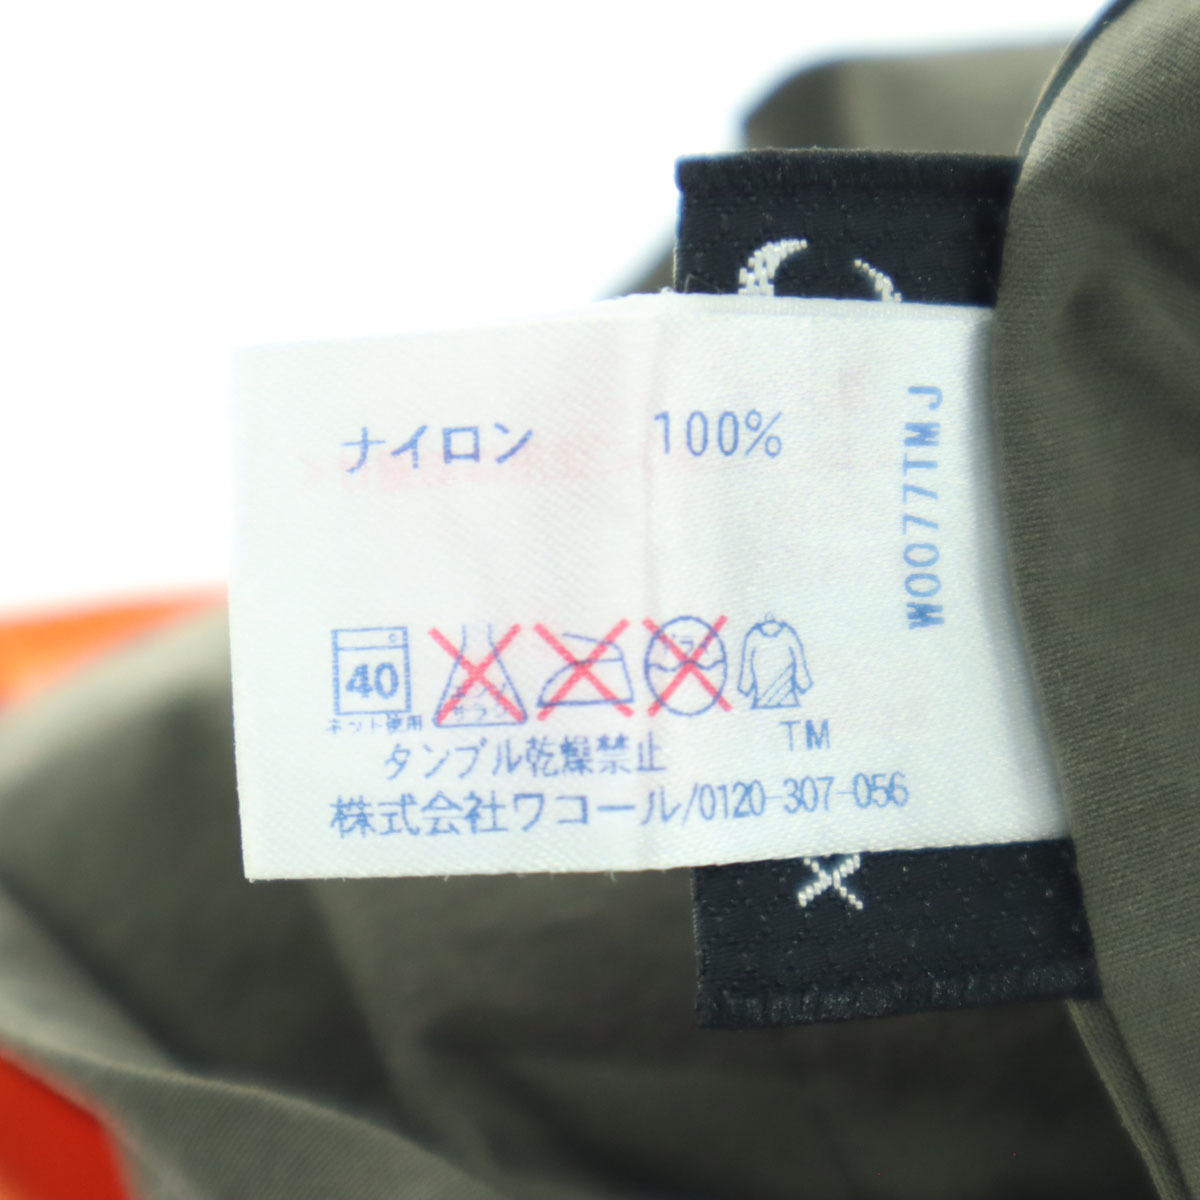 ナイロン 100%
W0077TMJ
40
ネット使用
タンブル乾燥禁止 TM
株式会社ワコール/0120-307-056